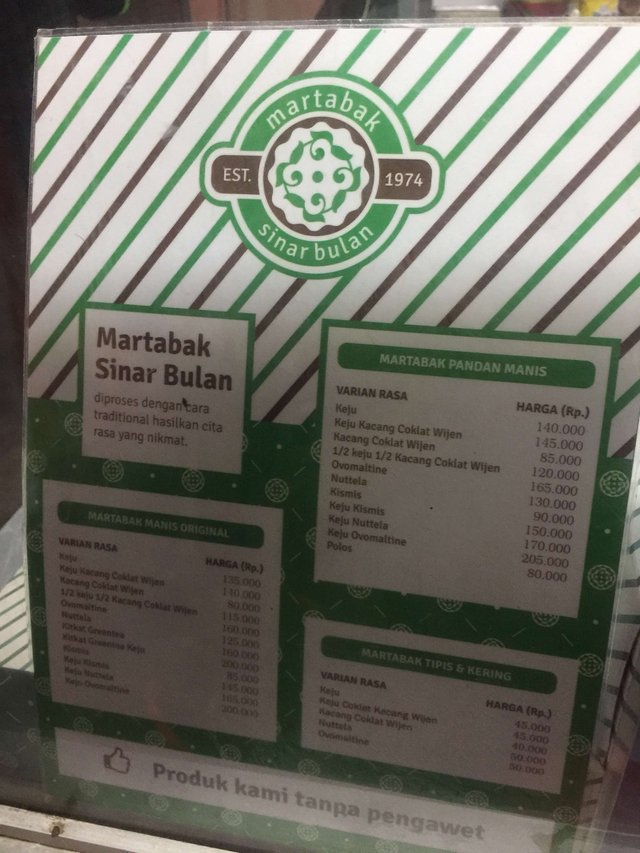 martabak
EST. 1974
sinar bulan
Martabak
Sinar Bulan
diproses dengan cara
traditional hasilkan cita
rasa yang nikmat.
MARTABAK PANDAN MANIS
VARIAN RASA HARGA (Rp.)
Keju 140.000
Keju Kacang Coklat Wijen 145.000
Kacang Coklat Wijen 85.000
1/2 keju 1/2 Kacang Coklat Wijen 120.000
Ovomaltine 165.000
Nuttela 130.000
Kismis 90.000
Keju Kismis 150.000
Keju Nuttela 170.000
Keju Ovomaltine 205.000
Polos 80.000
MARTABAK MANIS ORIGINAL
VARIAN RASA HARGA (Rp.)
Keju 135.000
Keju Kacang Coklat Wijen 140.000
Kacang Coklat Wijen 80.000
1/2 keju 1/2 Kacang Coklat Wijen 115.000
Ovomaltine 160.000
Nuttela 125.000
Kitkat Greentea 160.000
Kitkat Greentea Keju 200.000
Kismis 85.000
Keju Kismis 145.000
Keju Nuttela 165.000
Keju Ovomaltine 200.000
MARTABAK TIPIS & KERING
VARIAN RASA HARGA (Rp.)
Keju 45.000
Keju Coklat Kacang Wijen 45.000
Kacang Coklat Wijen 40.000
Nuttela 50.000
Ovomaltine 50.000
Produk kami tanpa pengawet